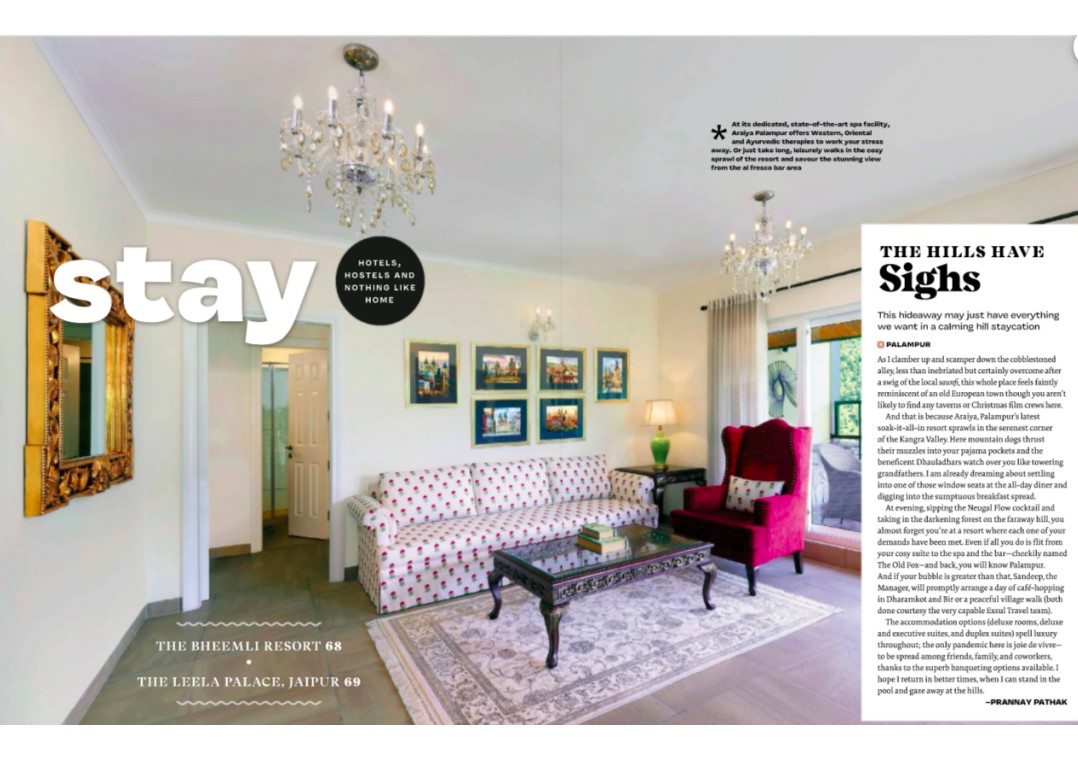 At its dedicated, state-of-the-art spa facility,
* Araiya Palampur offers Western, Oriental
and Ayurvedic therapies to work your stress
away. Or just take long, leisurely walks in the cosy
sprawl of the resort and savour the stunning view
from the al fresco bar area
stay
HOTELS,
HOSTELS AND
NOTHING LIKE
HOME
THE HILLS HAVE
Sighs
This hideaway may just have everything
we want in a calming hill staycation
PALAMPUR
As I clamber up and scamper down the cobblestoned
alley, less than inebriated but certainly overcome after
a swig of the local saunfi, this whole place feels faintly
reminiscent of an old European town though you aren't
likely to find any taverns or Christmas film crews here.
And that is because Araiya, Palampur's latest
soak-it-all-in resort sprawls in the serenest corner
of the Kangra Valley. Here mountain dogs thrust
their muzzles into your pajama pockets and the
beneficent Dhauladhars watch over you like towering
grandfathers. I am already dreaming about settling
into one of those window seats at the all-day diner and
digging into the sumptuous breakfast spread.
At evening, sipping the Neugal Flow cocktail and
taking in the darkening forest on the faraway hill, you
almost forget you're at a resort where each one of your
demands have been met. Even if all you do is flit from
your cosy suite to the spa and the bar—cheekily named
The Old Fox—and back, you will know Palampur.
And if your bubble is greater than that, Sandeep, the
Manager, will promptly arrange a day of café-hopping
in Dharamkot and Bir or a peaceful village walk (both
done courtesy the very capable Exsul Travel team).
The accommodation options (deluxe rooms, deluxe
and executive suites, and duplex suites) spell luxury
throughout; the only pandemic here is joie de vivre—
to be spread among friends, family, and coworkers,
thanks to the superb banqueting options available. I
hope I return in better times, when I can stand in the
pool and gaze away at the hills.
—PRANNAY PATHAK
THE BHEEMLI RESORT 68
•
THE LEELA PALACE, JAIPUR 69